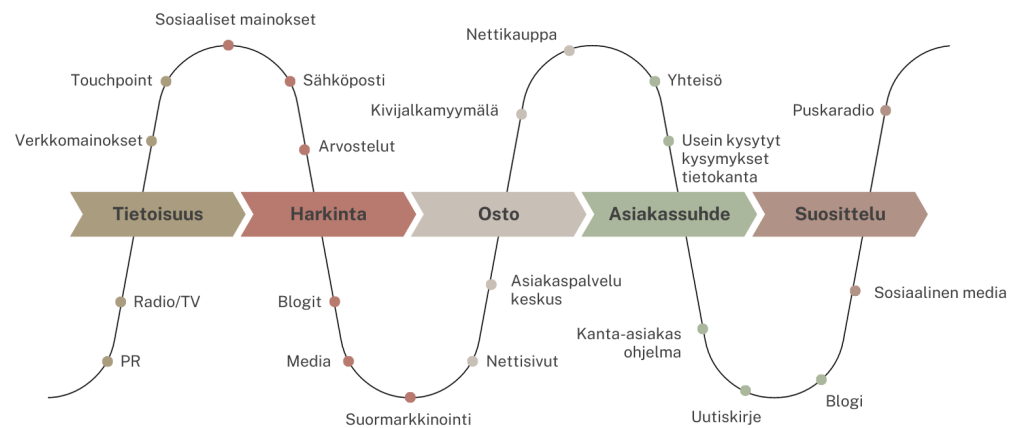 Sosiaaliset mainokset
Nettikauppa
Touchpoint
Sähköposti
Yhteisö
Kivijalkamyymälä
Puskaradio
Verkkomainokset
Arvostelut
Usein kysytyt
kysymykset
tietokanta
Tietoisuus
Harkinta
Osto
Asiakassuhde
Suosittelu
Asiakaspalvelu
keskus
Sosiaalinen media
Radio/TV
Blogit
Kanta-asiakas
ohjelma
PR
Media
Nettisivut
Blogi
Suormarkkinointi
Uutiskirje